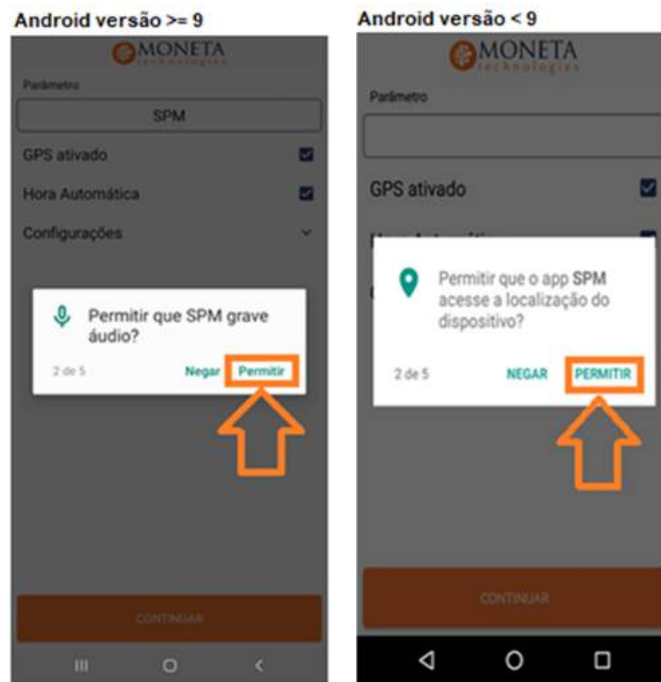 Android versão >= 9
MONETA
technologies
Parâmetro
SPM
GPS ativado
Hora Automática
Configurações
Permitir que SPM grave
áudio?
2 de 5
Negar
Permitir
CONTINUAR
Android versão < 9
MONETA
technologies
Parâmetro
GPS ativado
Permitir que o app SPM
acesse a localização do
dispositivo?
2 de 5
NEGAR
PERMITIR
CONTINUAR